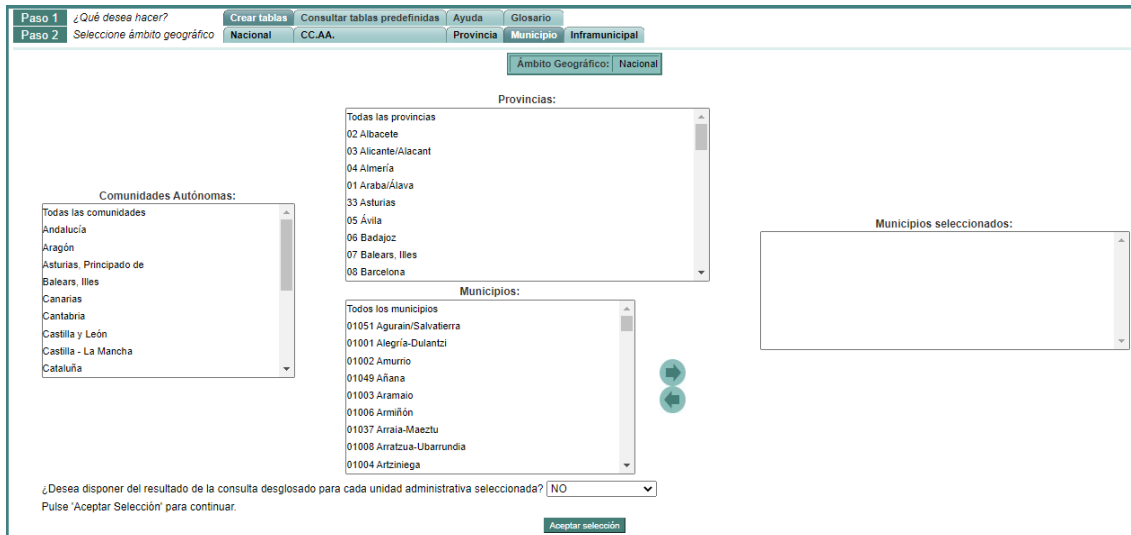 Paso 1 ¿Qué desea hacer? Crear tablas Consultar tablas predefinidas Ayuda Glosario
Paso 2 Seleccione ámbito geográfico Nacional CC.AA. Provincia Municipio Inframunicipal
Ámbito Geográfico: Nacional
Provincias:
Todas las provincias
02 Albacete
03 Alicante/Alacant
04 Almería
01 Araba/Álava
33 Asturias
05 Ávila
06 Badajoz
07 Balears, Illes
08 Barcelona
Comunidades Autónomas:
Todas las comunidades
Andalucía
Aragón
Asturias, Principado de
Balears, Illes
Canarias
Cantabria
Castilla y León
Castilla - La Mancha
Cataluña
Municipios:
Todos los municipios
01051 Agurain/Salvatierra
01001 Alegría-Dulantzi
01002 Amurrio
01049 Añana
01003 Aramaio
01006 Armiñón
01037 Arraia-Maeztu
01008 Arratzua-Ubarrundia
01004 Artziniega
Municipios seleccionados:
¿Desea disponer del resultado de la consulta desglosado para cada unidad administrativa seleccionada? NO
Pulse 'Aceptar Selección' para continuar.
Aceptar selección